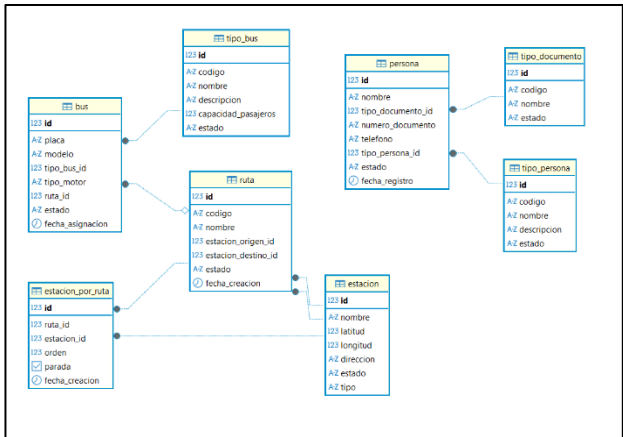 tipo_bus
123 id
A-Z codigo
A-Z nombre
A-Z descripcion
123 capacidad_pasajeros
A-Z estado
persona
123 id
A-Z nombre
123 tipo_documento_id
A-Z numero_documento
A-Z telefono
123 tipo_persona_id
A-Z estado
fecha_registro
tipo_documento
123 id
A-Z codigo
A-Z nombre
A-Z estado
bus
123 id
A-Z placa
A-Z modelo
123 tipo_bus_id
A-Z tipo_motor
123 ruta_id
A-Z estado
fecha_asignacion
ruta
123 id
A-Z codigo
A-Z nombre
123 estacion_origen_id
123 estacion_destino_id
A-Z estado
fecha_creacion
tipo_persona
123 id
A-Z codigo
A-Z nombre
A-Z descripcion
A-Z estado
estacion_por_ruta
123 id
123 ruta_id
123 estacion_id
123 orden
parada
fecha_creacion
estacion
123 id
A-Z nombre
123 latitud
123 longitud
A-Z direccion
A-Z estado
A-Z tipo